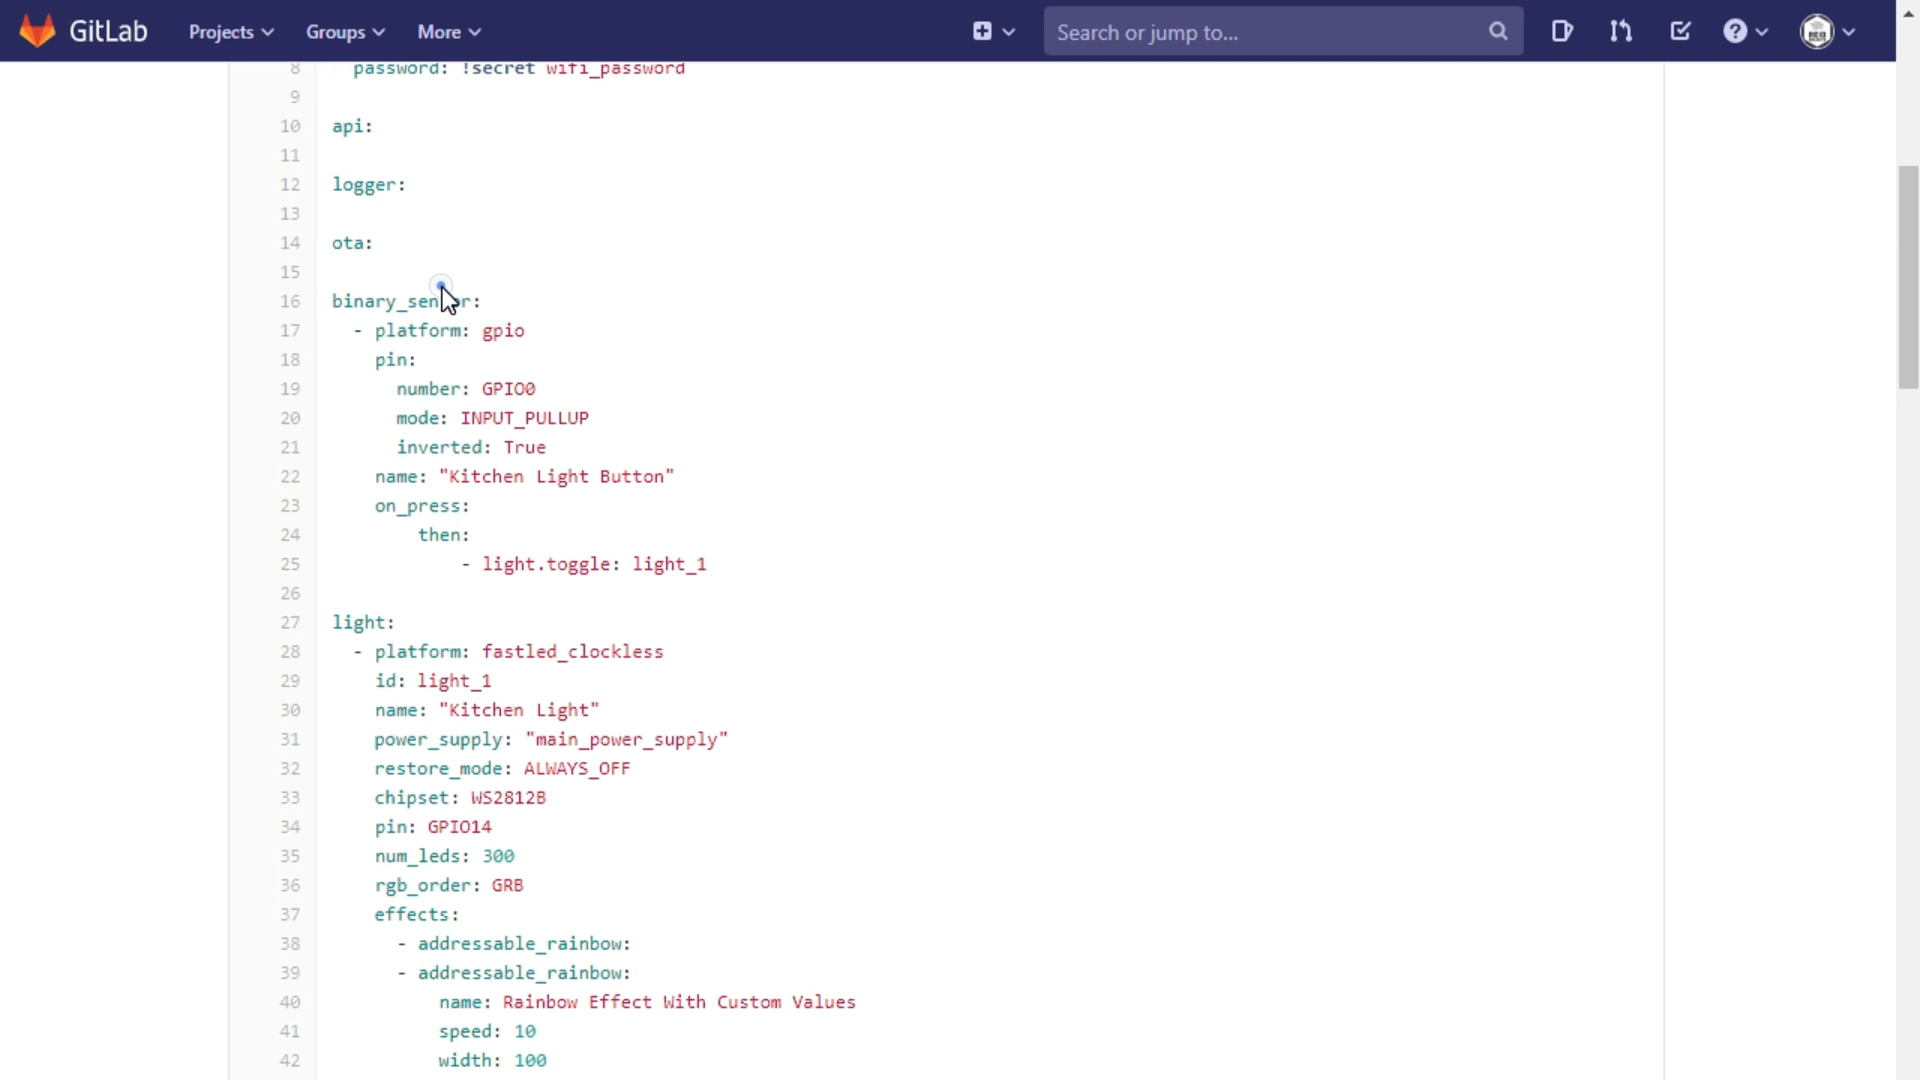 GitLab Projects Groups More Search or jump to...
8 password: !secret wifi_password
9
10 api:
11
12 logger:
13
14 ota:
15
16 binary_sensor:
17 - platform: gpio
18 pin:
19 number: GPIO0
20 mode: INPUT_PULLUP
21 inverted: True
22 name: "Kitchen Light Button"
23 on_press:
24 then:
25 - light.toggle: light_1
26
27 light:
28 - platform: fastled_clockless
29 id: light_1
30 name: "Kitchen Light"
31 power_supply: "main_power_supply"
32 restore_mode: ALWAYS_OFF
33 chipset: WS2812B
34 pin: GPIO14
35 num_leds: 300
36 rgb_order: GRB
37 effects:
38 - addressable_rainbow:
39 - addressable_rainbow:
40 name: Rainbow Effect With Custom Values
41 speed: 10
42 width: 100